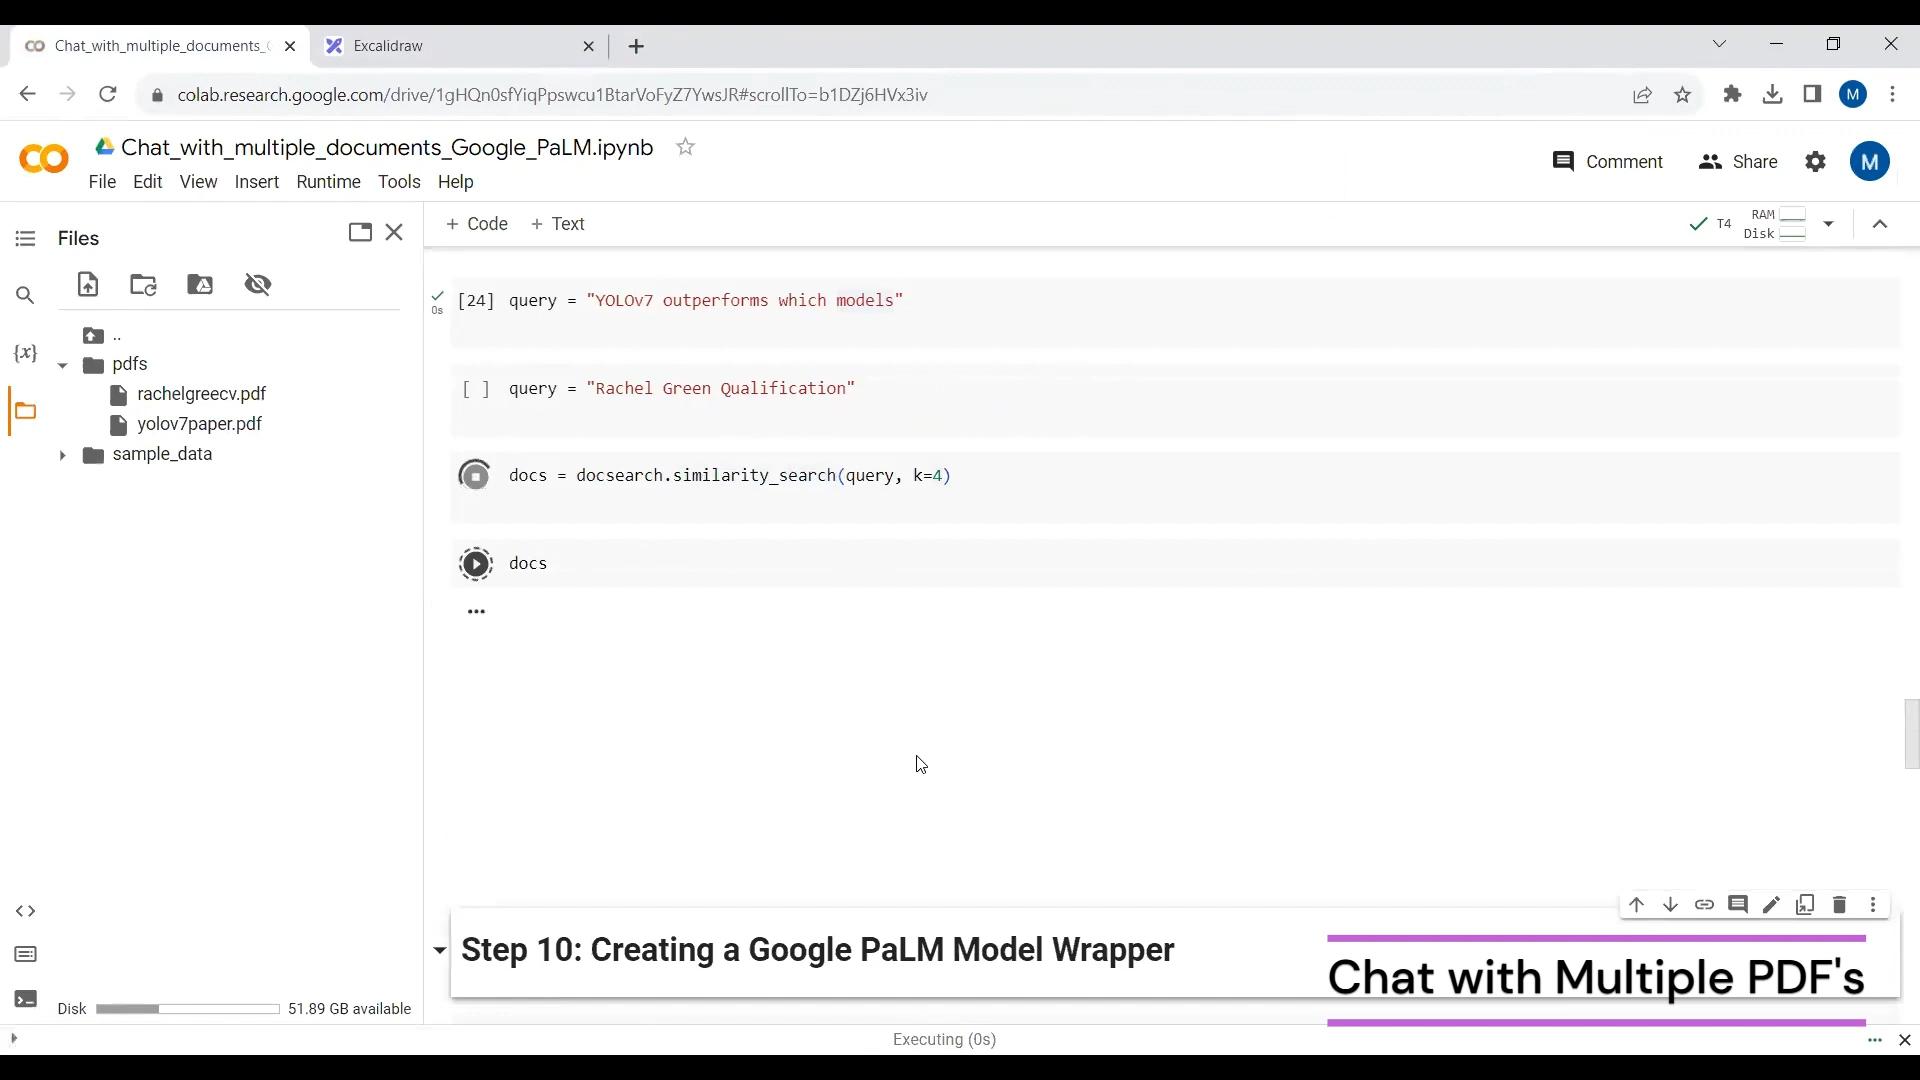 Chat_with_multiple_documents_G
Excalidraw
colab.research.google.com/drive/1gHQn0sfYiqPpswcu1BtarVoFyZ7YwsJR#scrollTo=b1DZj6HVx3iv
M
Chat_with_multiple_documents_Google_PaLM.ipynb
Comment
Share
M
File Edit View Insert Runtime Tools Help
Files
+ Code + Text
T4
RAM
Disk
{x}
..
pdfs
rachelgreecv.pdf
yolov7paper.pdf
sample_data
0s
[24] query = "YOLOv7 outperforms which models"
[ ] query = "Rachel Green Qualification"
docs = docsearch.similarity_search(query, k=4)
docs
Step 10: Creating a Google PaLM Model Wrapper
Chat with Multiple PDF's
Disk 51.89 GB available
Executing (0s)